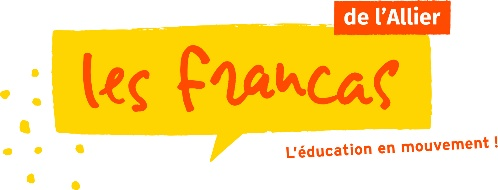 de l'Allier
les francas
L'éducation en mouvement !